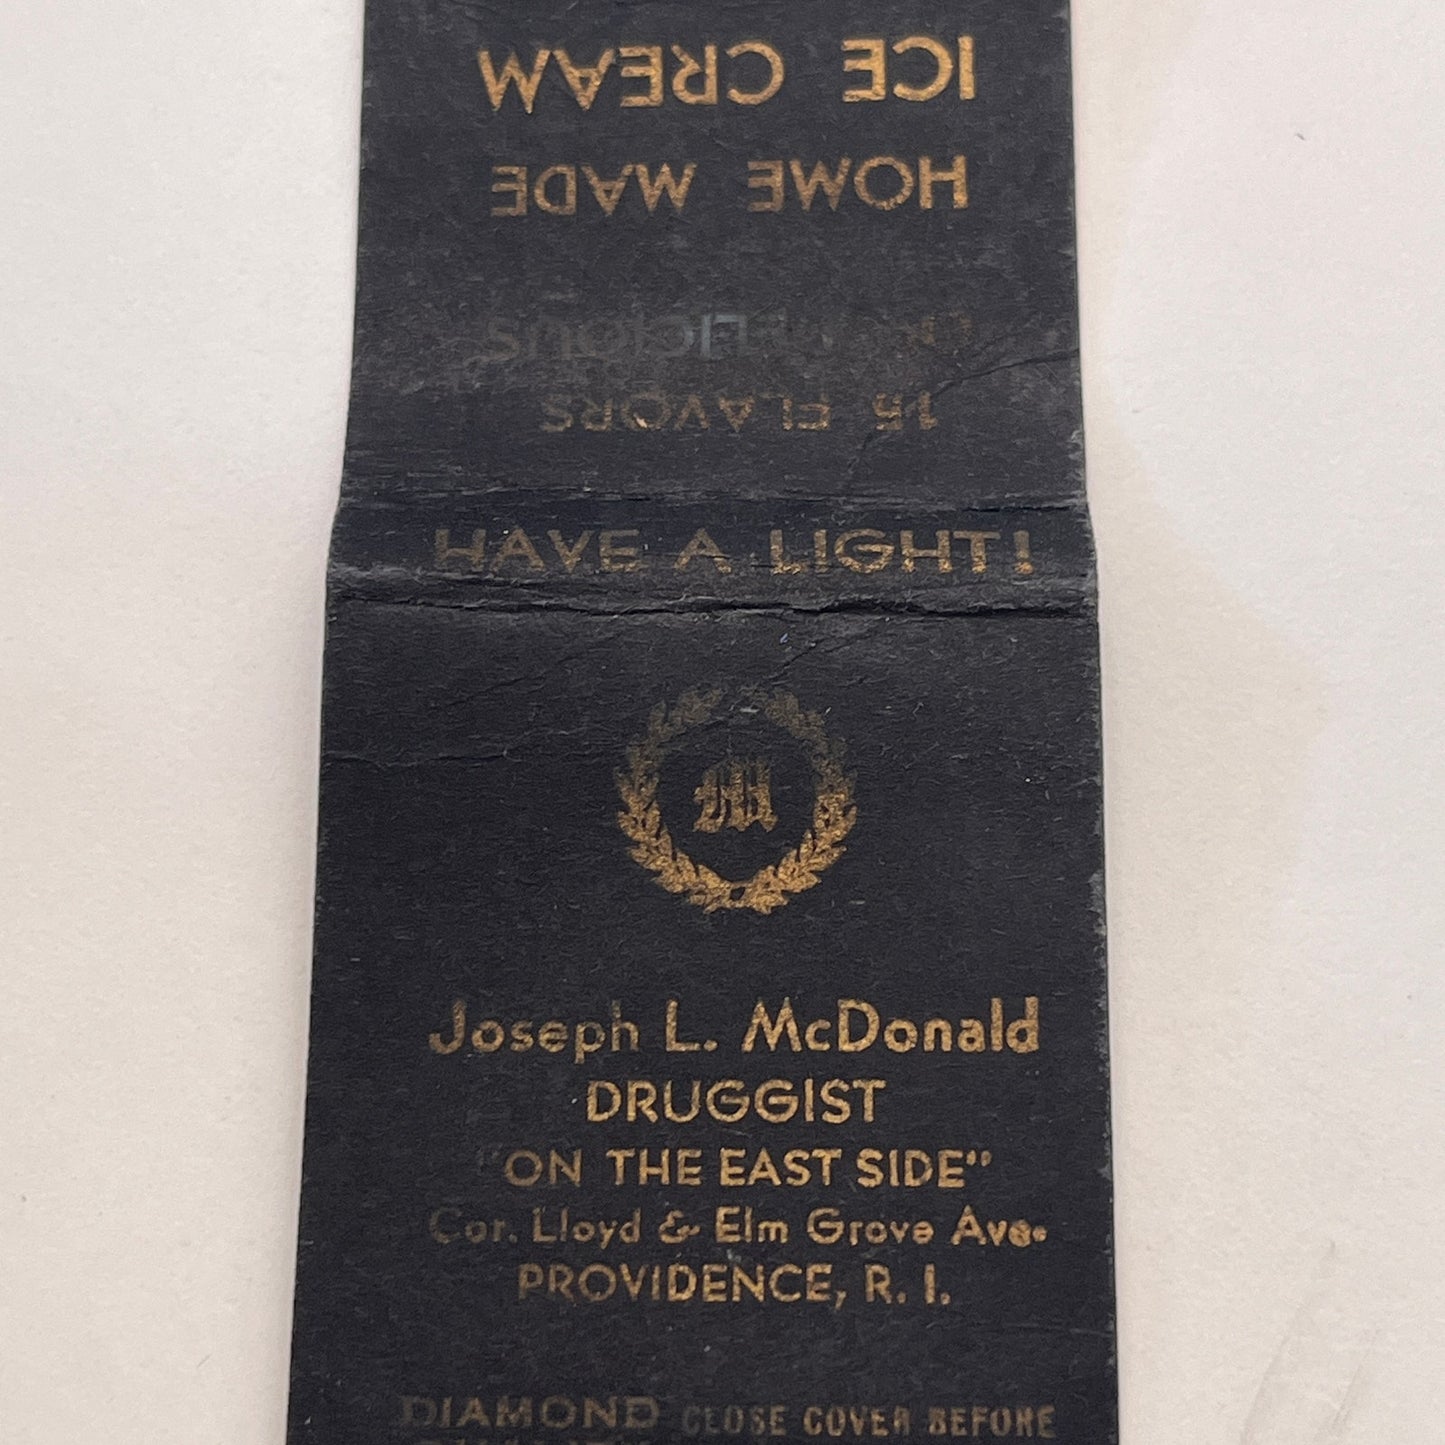 HAVE A LIGHT!
M
Joseph L. McDonald
DRUGGIST
"ON THE EAST SIDE"
Cor. Lloyd & Elm Grove Ave.
PROVIDENCE, R. I.
DIAMOND CLOSE COVER BEFORE
15 FLAVORS
HOME MADE
ICE CREAM